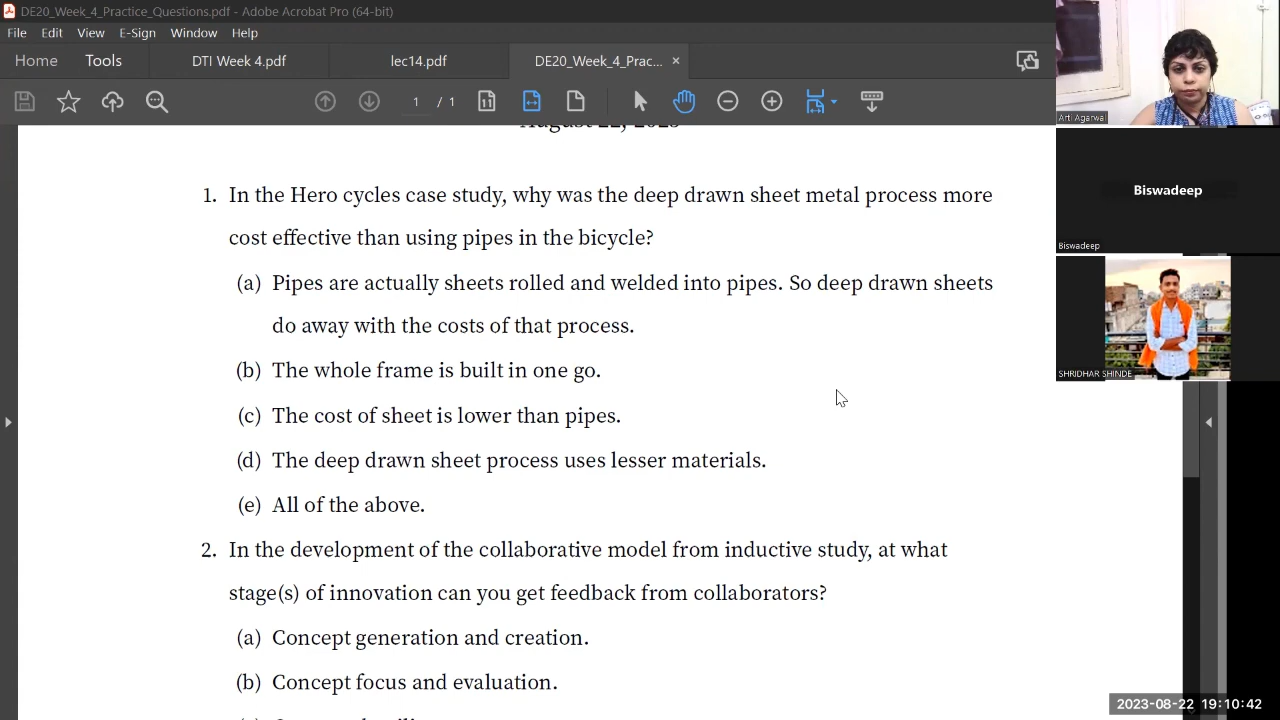 DE20_Week_4_Practice_Questions.pdf - Adobe Acrobat Pro (64-bit)
File Edit View E-Sign Window Help
Home Tools DTI Week 4.pdf lec14.pdf DE20_Week_4_Prac... ×
1 / 1
August 22, 2023
1. In the Hero cycles case study, why was the deep drawn sheet metal process more
cost effective than using pipes in the bicycle?
(a) Pipes are actually sheets rolled and welded into pipes. So deep drawn sheets
do away with the costs of that process.
(b) The whole frame is built in one go.
(c) The cost of sheet is lower than pipes.
(d) The deep drawn sheet process uses lesser materials.
(e) All of the above.
2. In the development of the collaborative model from inductive study, at what
stage(s) of innovation can you get feedback from collaborators?
(a) Concept generation and creation.
(b) Concept focus and evaluation.
Arti Agarwal
Biswadeep
Biswadeep
SHRIDHAR SHINDE
2023-08-22 19:10:42